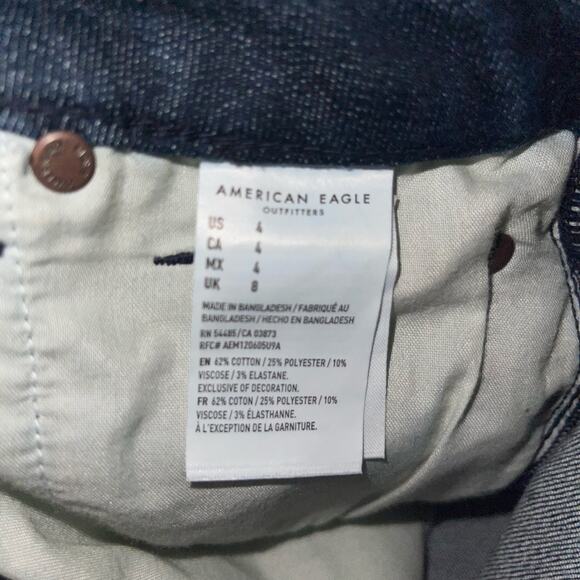 AMERICAN EAGLE
OUTFITTERS
US 4
CA 4
MX 4
UK 8
MADE IN BANGLADESH / FABRIQUÉ AU
BANGLADESH / HECHO EN BANGLADESH
RN 54485/CA 03873
RFC# AEM120605U9A
EN 62% COTTON / 25% POLYESTER / 10%
VISCOSE / 3% ELASTANE.
EXCLUSIVE OF DECORATION.
FR 62% COTON / 25% POLYESTER / 10%
VISCOSE / 3% ÉLASTHANNE.
À L'EXCEPTION DE LA GARNITURE.